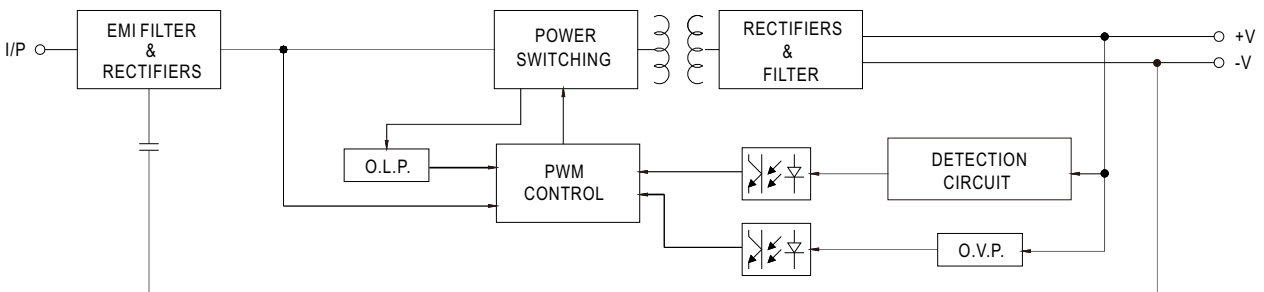 I/P
EMI FILTER
&
RECTIFIERS
POWER
SWITCHING
RECTIFIERS
&
FILTER
+V
-V
O.L.P.
PWM
CONTROL
DETECTION
CIRCUIT
O.V.P.